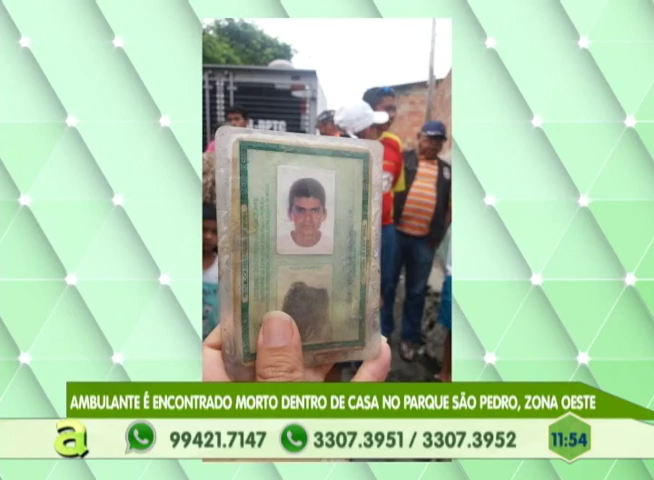 AMBULANTE É ENCONTRADO MORTO DENTRO DE CASA NO PARQUE SÃO PEDRO, ZONA OESTE
a 99421.7147 3307.3951 / 3307.3952 11:54